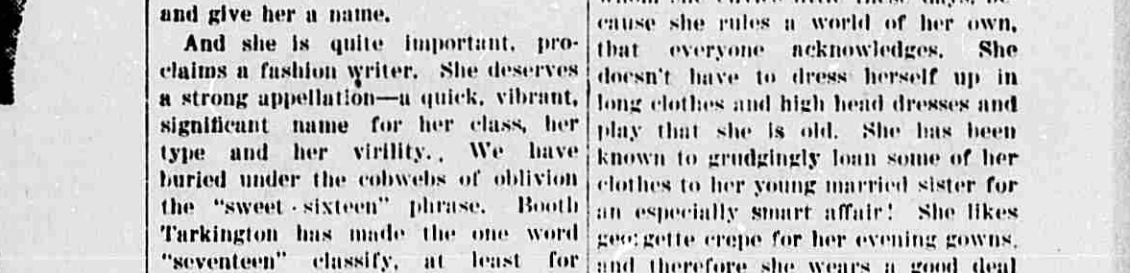 and give her a name.
And she is quite important, pro-
claims a fashion writer. She deserves
a strong appellation—a quick, vibrant,
significant name for her class, her
type and her virility.. We have
buried under the cobwebs of oblivion
the "sweet - sixteen" phrase. Booth
Tarkington has made the one word
"seventeen" classify, at least for
these days, be-
cause she rules a world of her own,
that everyone acknowledges. She
doesn't have to dress herself up in
long clothes and high head dresses and
play that she is old. She has been
known to grudgingly loan some of her
clothes to her young married sister for
an especially smart affair! She likes
georgette crepe for her evening gowns,
and therefore she wears a good deal